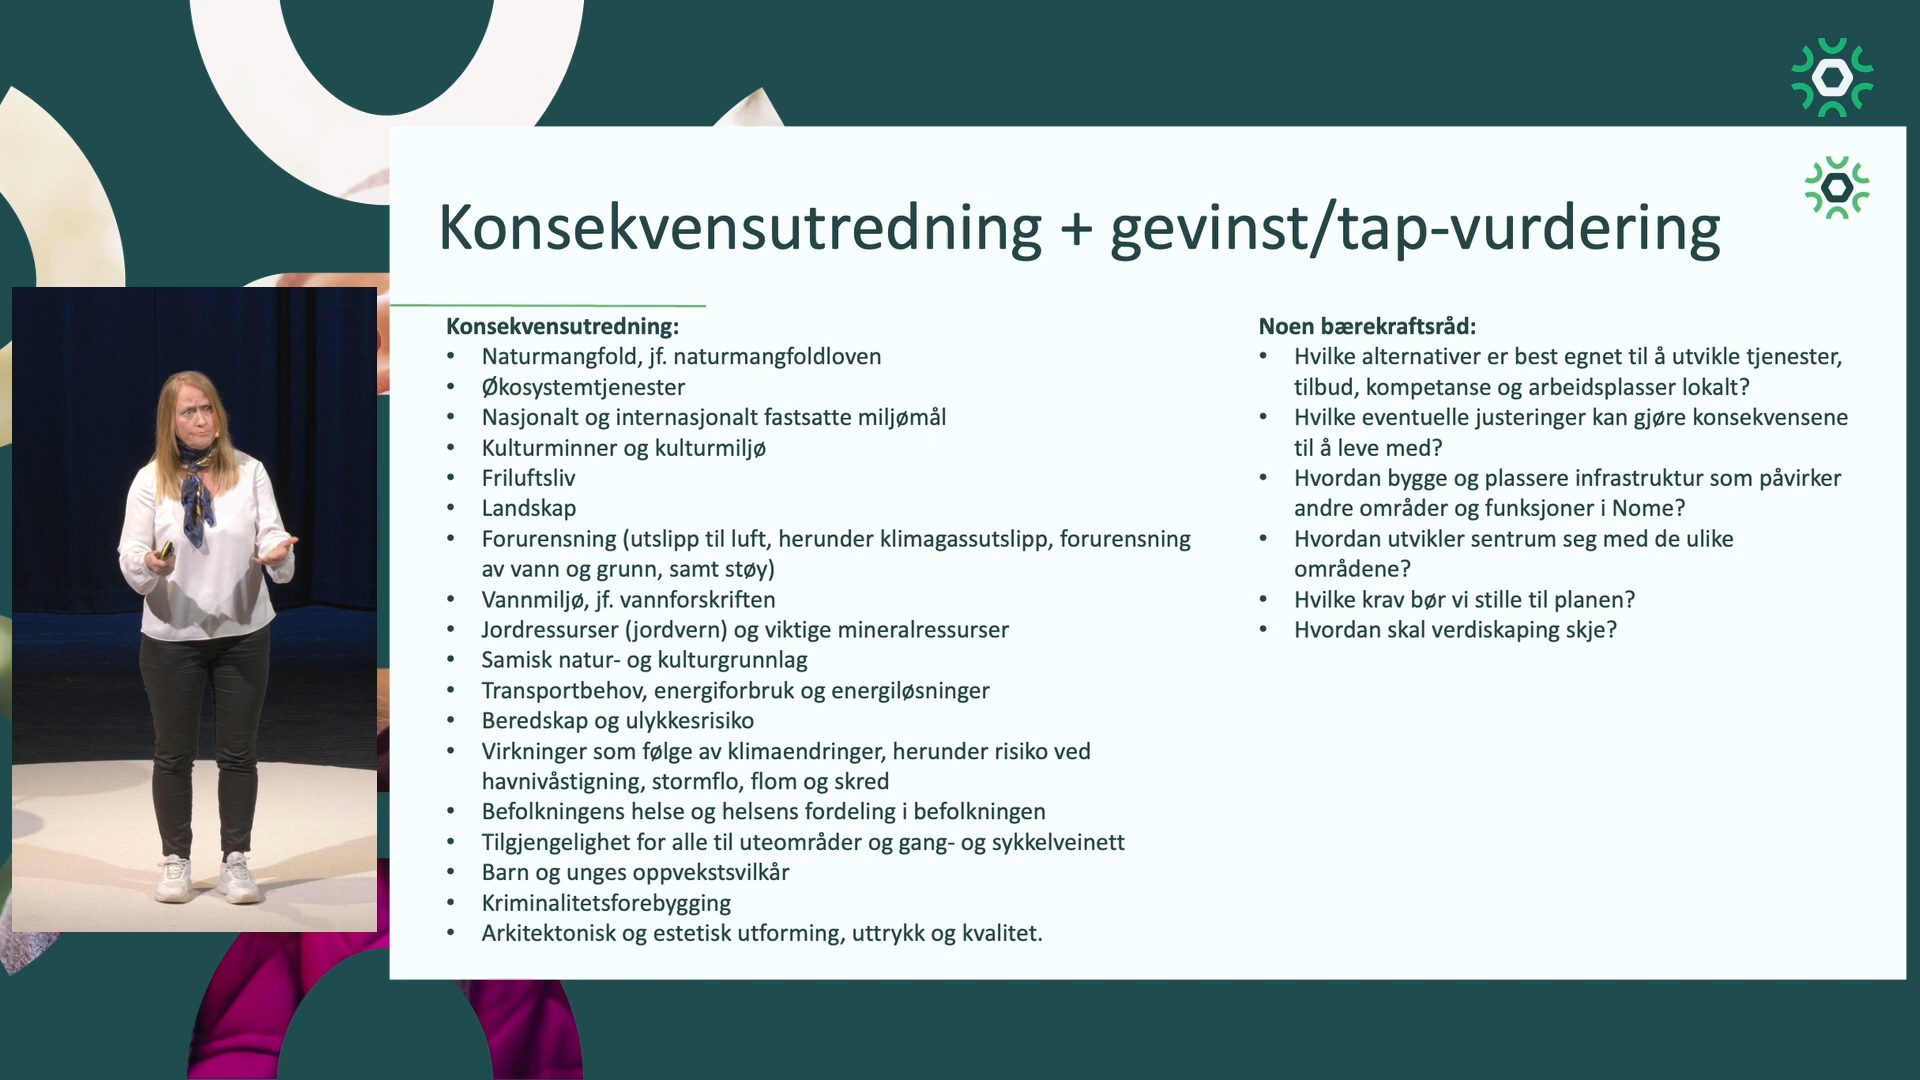 Konsekvensutredning + gevinst/tap-vurdering
Konsekvensutredning:
• Naturmangfold, jf. naturmangfoldloven
• Økosystemtjenester
• Nasjonalt og internasjonalt fastsatte miljømål
• Kulturminner og kulturmiljø
• Friluftsliv
• Landskap
• Forurensning (utslipp til luft, herunder klimagassutslipp, forurensning
av vann og grunn, samt støy)
• Vannmiljø, jf. vannforskriften
• Jordressurser (jordvern) og viktige mineralressurser
• Samisk natur- og kulturgrunnlag
• Transportbehov, energiforbruk og energiløsninger
• Beredskap og ulykkesrisiko
• Virkninger som følge av klimaendringer, herunder risiko ved
havnivåstigning, stormflo, flom og skred
• Befolkningens helse og helsens fordeling i befolkningen
• Tilgjengelighet for alle til uteområder og gang- og sykkelveinett
• Barn og unges oppvekstsvilkår
• Kriminalitetsforebygging
• Arkitektonisk og estetisk utforming, uttrykk og kvalitet.
Noen bærekraftsråd:
• Hvilke alternativer er best egnet til å utvikle tjenester,
tilbud, kompetanse og arbeidsplasser lokalt?
• Hvilke eventuelle justeringer kan gjøre konsekvensene
til å leve med?
• Hvordan bygge og plassere infrastruktur som påvirker
andre områder og funksjoner i Nome?
• Hvordan utvikler sentrum seg med de ulike
områdene?
• Hvilke krav bør vi stille til planen?
• Hvordan skal verdiskaping skje?